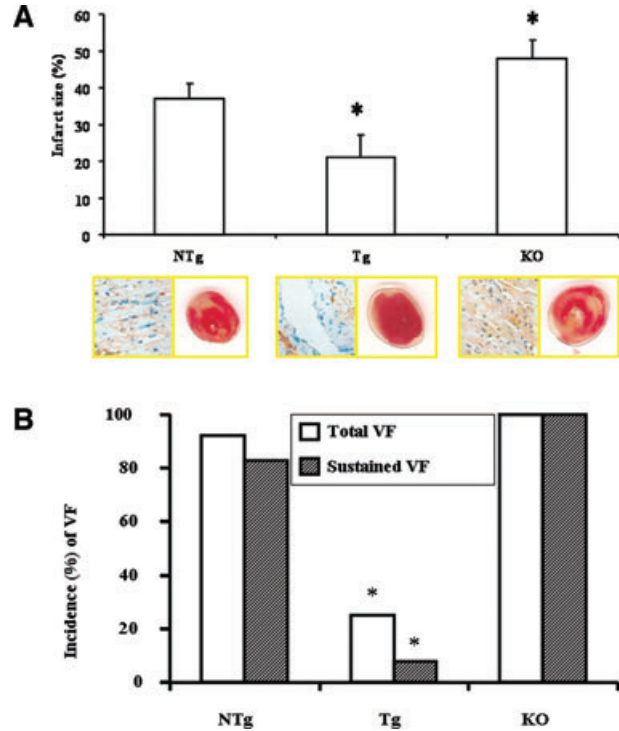 A
Infarct size (%)
60
50
40
30
20
10
0
*
*
NTg
Tg
KO
B
Incidence (%) of VF
100
80
60
40
20
0
Total VF
Sustained VF
*
*
NTg
Tg
KO